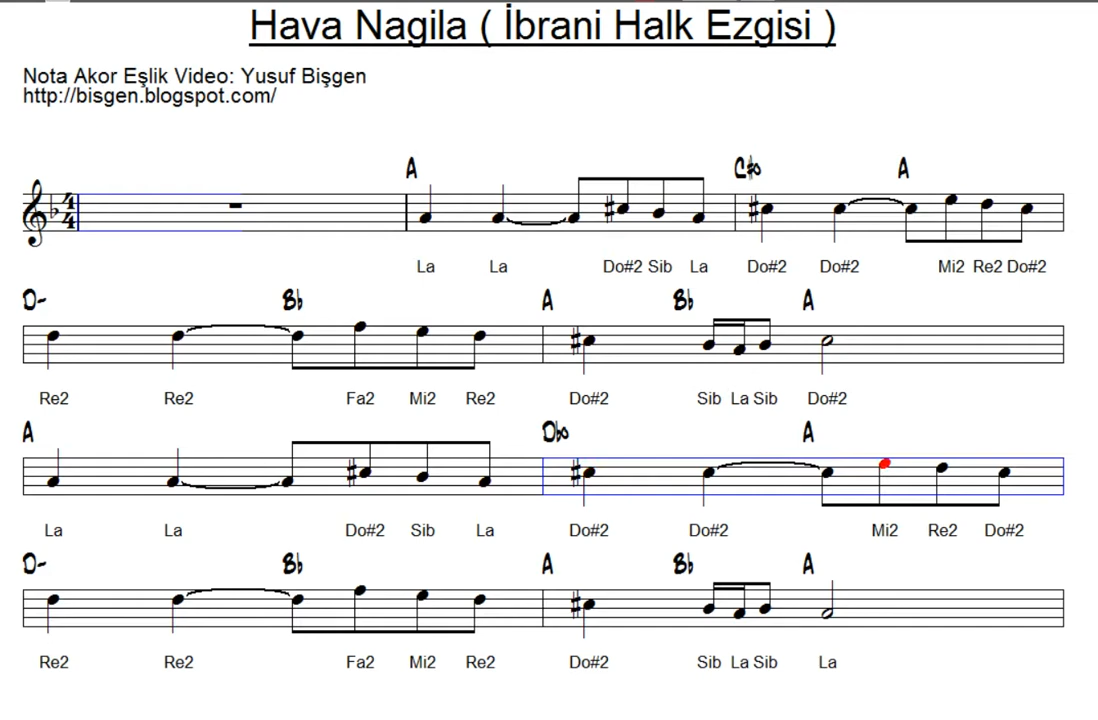 Hava Nagila ( İbrani Halk Ezgisi )
Nota Akor Eşlik Video: Yusuf Bişgen
http://bisgen.blogspot.com/
A C#o A
4/4
La La Do#2 Sib La Do#2 Do#2 Mi2 Re2 Do#2
D- Bb A Bb A
Re2 Re2 Fa2 Mi2 Re2 Do#2 Sib La Sib Do#2
A Dbo A
La La Do#2 Sib La Do#2 Do#2 Mi2 Re2 Do#2
D- Bb A Bb A
Re2 Re2 Fa2 Mi2 Re2 Do#2 Sib La Sib La